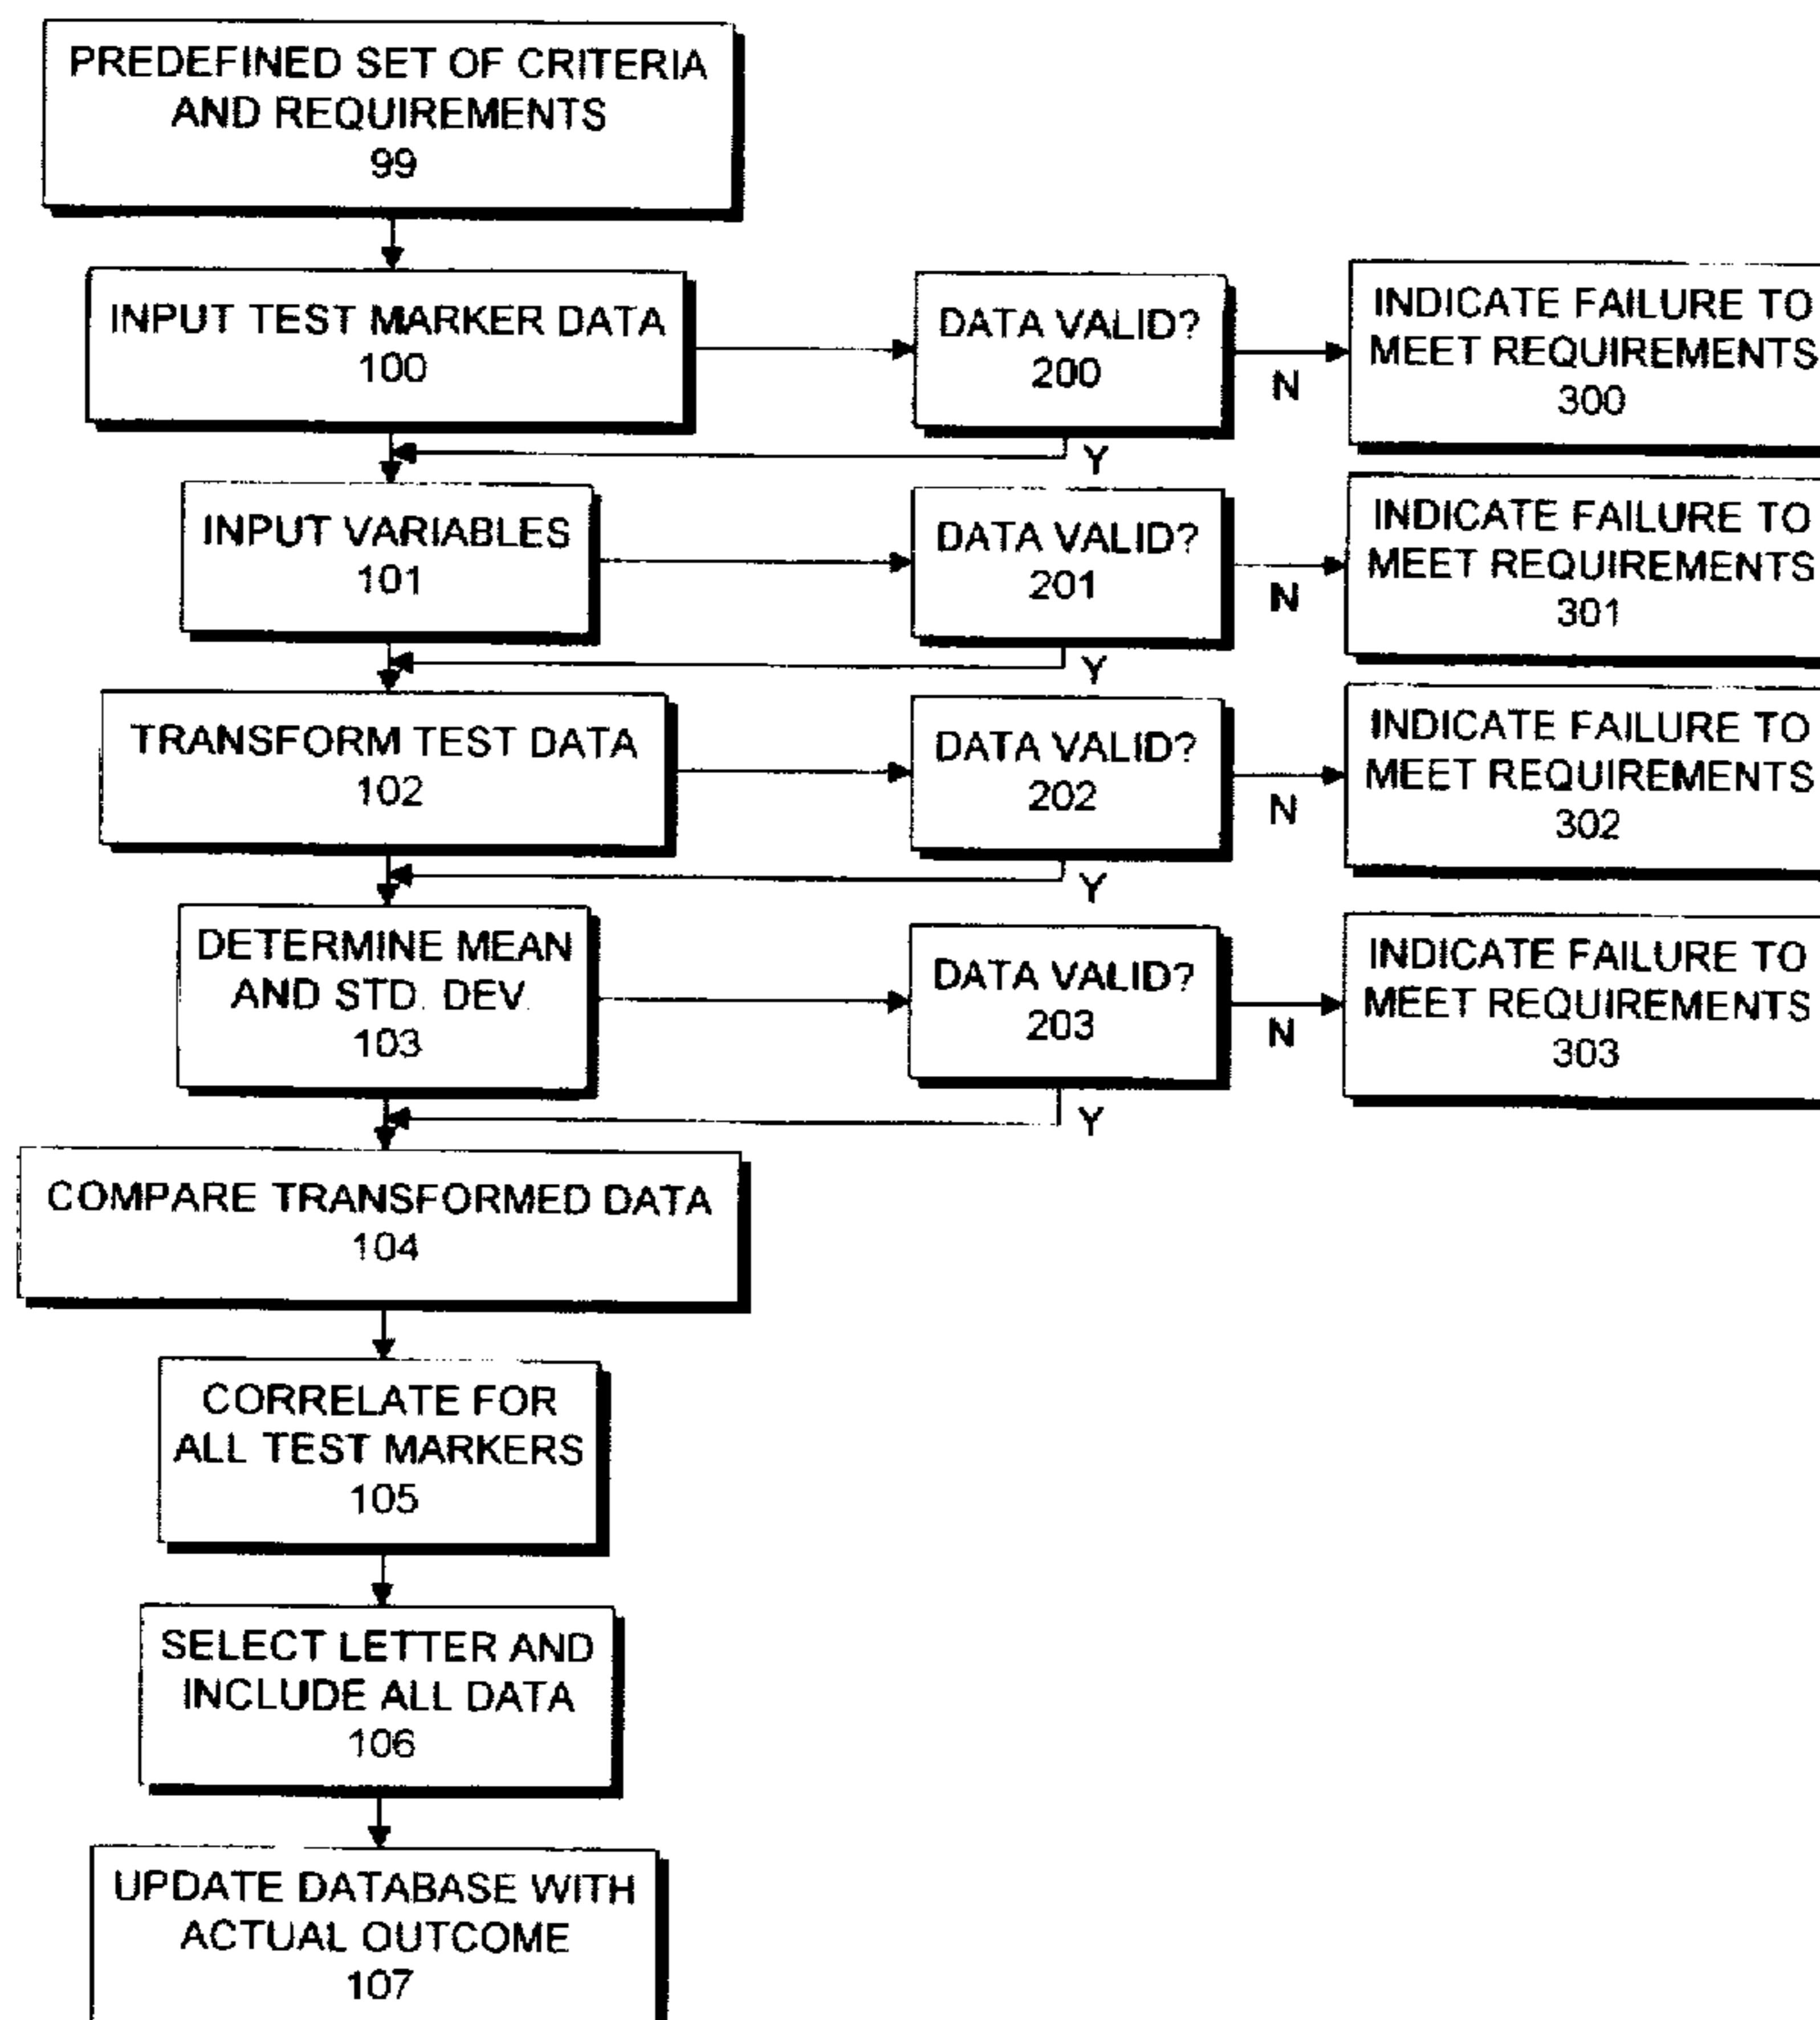 PREDEFINED SET OF CRITERIA
AND REQUIREMENTS
99
INPUT TEST MARKER DATA
100
DATA VALID?
200
N
INDICATE FAILURE TO
MEET REQUIREMENTS
300
Y
INPUT VARIABLES
101
DATA VALID?
201
N
INDICATE FAILURE TO
MEET REQUIREMENTS
301
Y
TRANSFORM TEST DATA
102
DATA VALID?
202
N
INDICATE FAILURE TO
MEET REQUIREMENTS
302
Y
DETERMINE MEAN
AND STD. DEV.
103
DATA VALID?
203
N
INDICATE FAILURE TO
MEET REQUIREMENTS
303
Y
COMPARE TRANSFORMED DATA
104
CORRELATE FOR
ALL TEST MARKERS
105
SELECT LETTER AND
INCLUDE ALL DATA
106
UPDATE DATABASE WITH
ACTUAL OUTCOME
107